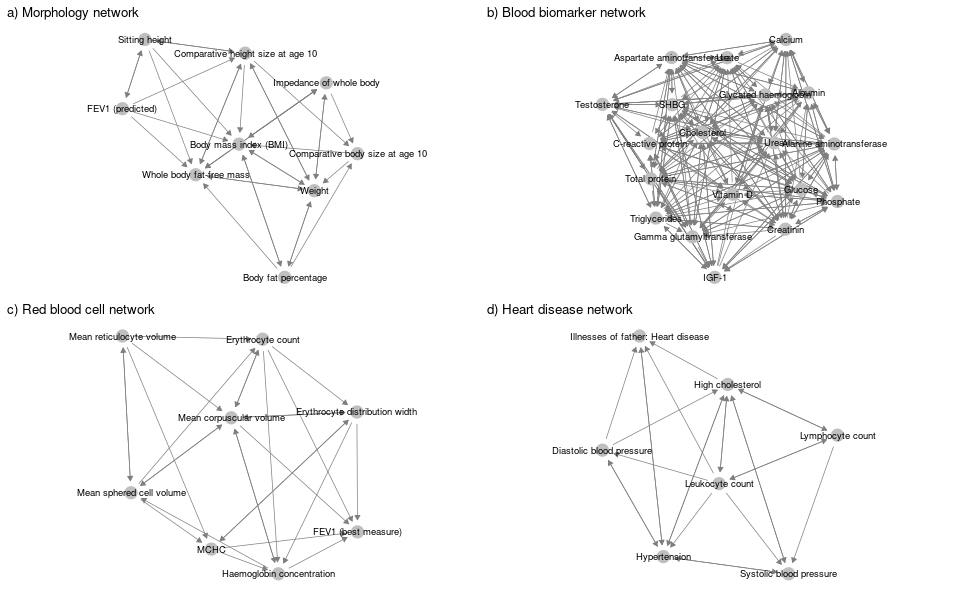 a) Morphology network
Sitting height
Comparative height size at age 10
Impedance of whole body
FEV1 (predicted)
Body mass index (BMI)
Comparative body size at age 10
Whole body fat-free mass
Weight
Body fat percentage
b) Blood biomarker network
Calcium
Aspartate aminotransferase
Urate
Glycated haemoglobin
Albumin
Testosterone
SHBG
Cholesterol
C-reactive protein
Urea
Alanine aminotransferase
Total protein
Vitamin D
Glucose
Phosphate
Triglycerides
Gamma glutamyltransferase
Creatinin
IGF-1
c) Red blood cell network
Mean reticulocyte volume
Erythrocyte count
Mean corpuscular volume
Erythrocyte distribution width
Mean sphered cell volume
FEV1 (best measure)
MCHC
Haemoglobin concentration
d) Heart disease network
Illnesses of father: Heart disease
High cholesterol
Lymphocyte count
Diastolic blood pressure
Leukocyte count
Hypertension
Systolic blood pressure